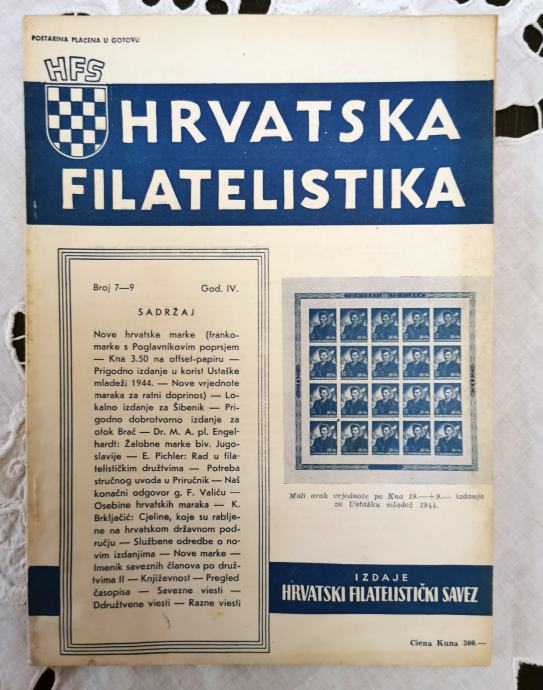 POŠTARINA PLAĆENA U GOTOVU
HFS
HRVATSKA
FILATELISTIKA
Broj 7—9 God. IV.
SADRŽAJ
Nove hrvatske marke (franko-
marke s Poglavnikovim poprsjem
— Kna 3.50 na offset-papiru —
Prigodno izdanje u korist Ustaške
mladeži 1944. — Nove vrjednote
maraka za ratni doprinos) — Lo-
kalno izdanje za Šibenik — Pri-
godno dobrotvorno izdanje za
otok Brač — Dr. M. A. pl. Engel-
hardt: Žalobne marke biv. Jugo-
slavije — E. Pichler: Rad u fila-
telističkim družtvima — Potreba
stručnog uvoda u Priručnik — Naš
konačni odgovor g. F. Valiću —
Osebine hrvatskih maraka — K.
Brkljačić: Cjeline, koje su rablje-
ne na hrvatskom državnom pod-
ručju — Službene odredbe o no-
vim izdanjima — Nove marke —
Imenik saveznih članova po druž-
tvima II — Književnost — Pregled
časopisa — Savezne viesti —
Ddružtvene viesti — Razne viesti
Mali arak vrjednote po Kna 18.—+9.— izdanja
za Ustašku mladež 1944.
IZDAJE
HRVATSKI FILATELISTIČKI SAVEZ
Ciena Kuna 300.—